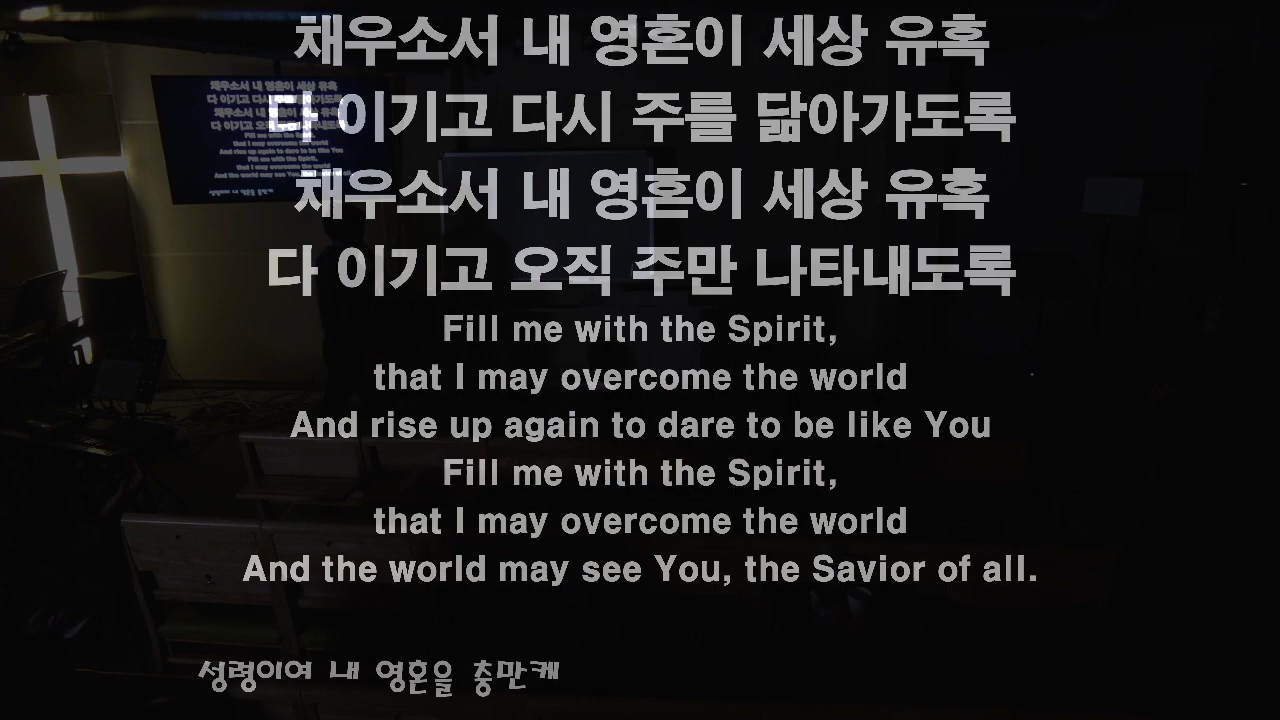 채우소서 내 영혼이 세상 유혹
다 이기고 다시 주를 닮아가도록
채우소서 내 영혼이 세상 유혹
다 이기고 오직 주만 나타내도록
Fill me with the Spirit,
that I may overcome the world
And rise up again to dare to be like You
Fill me with the Spirit,
that I may overcome the world
And the world may see You, the Savior of all.
성령이여 내 영혼을 충만케